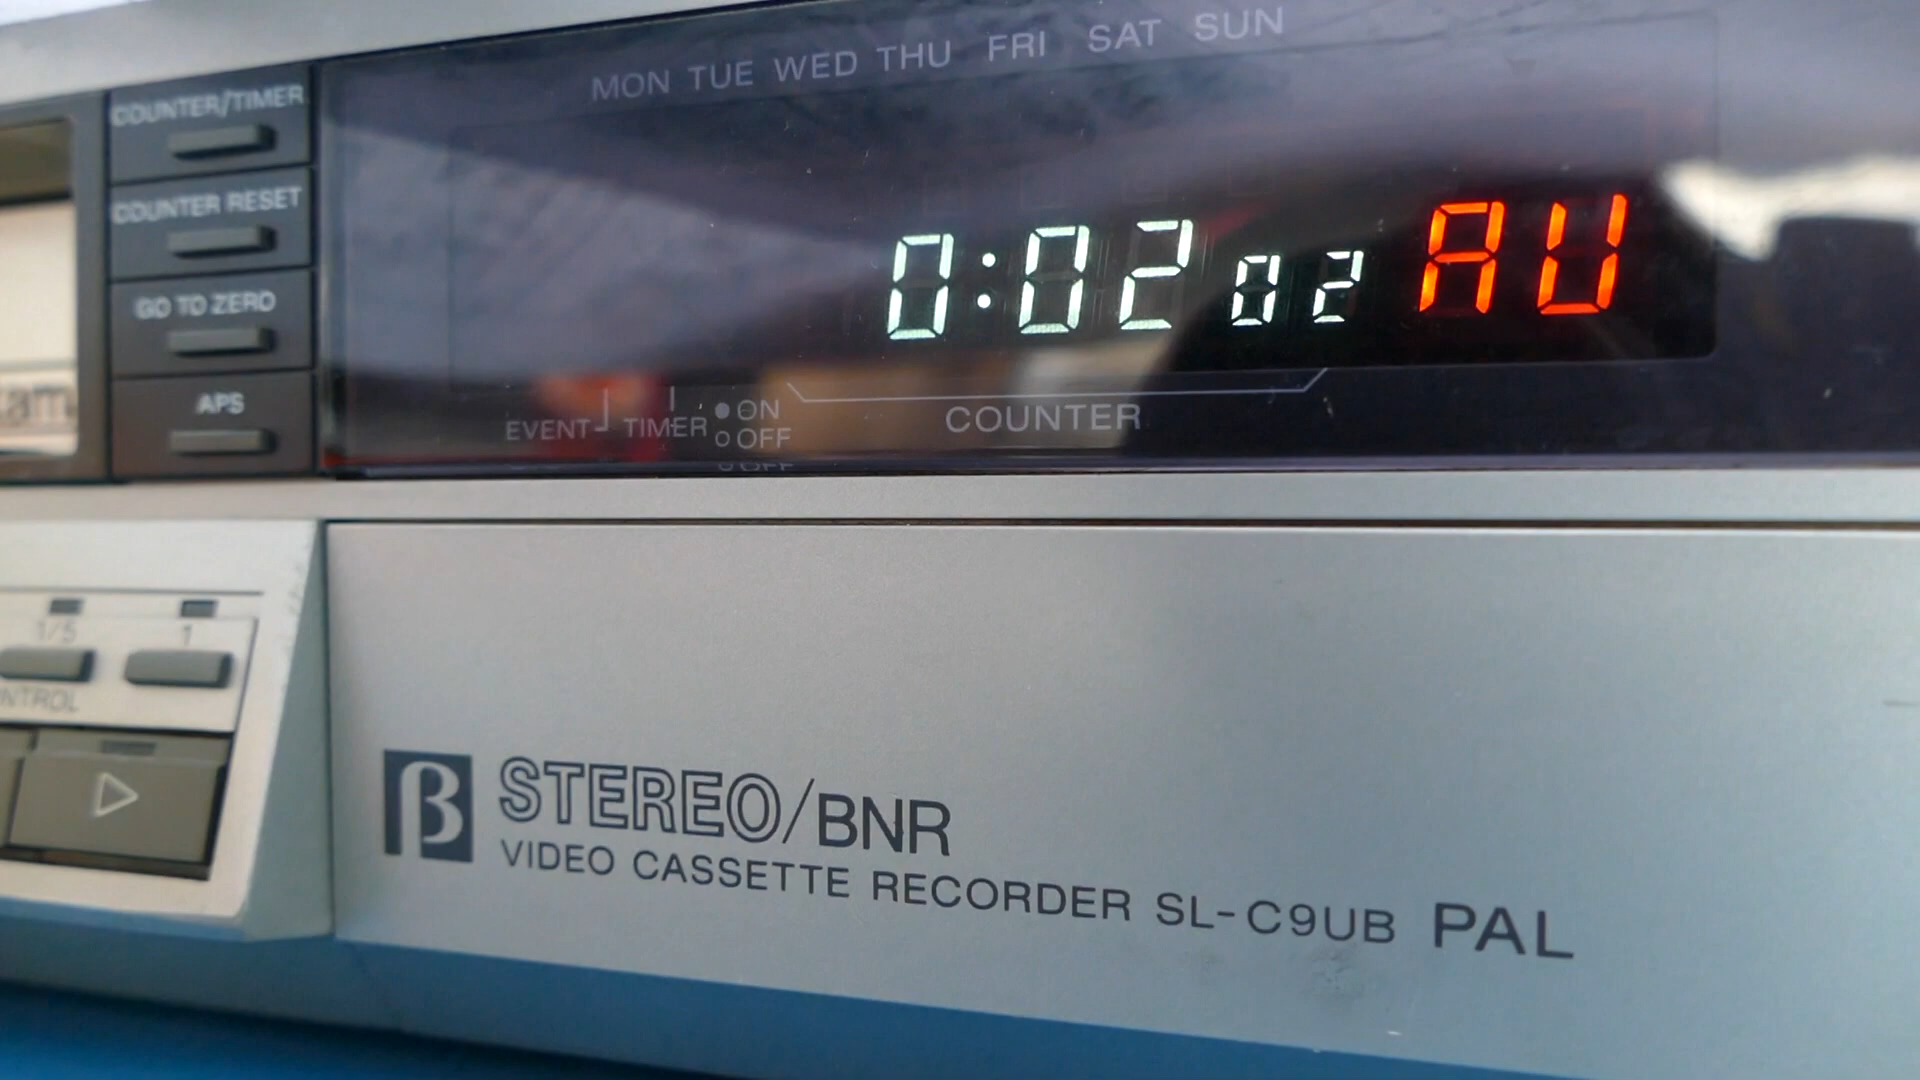 MON TUE WED THU FRI SAT SUN
COUNTER/TIMER
COUNTER RESET
GO TO ZERO
APS
0:02 02 AU
EVENT TIMER ON
OFF
COUNTER
1/5 1
β STEREO/BNR
VIDEO CASSETTE RECORDER SL-C9UB PAL